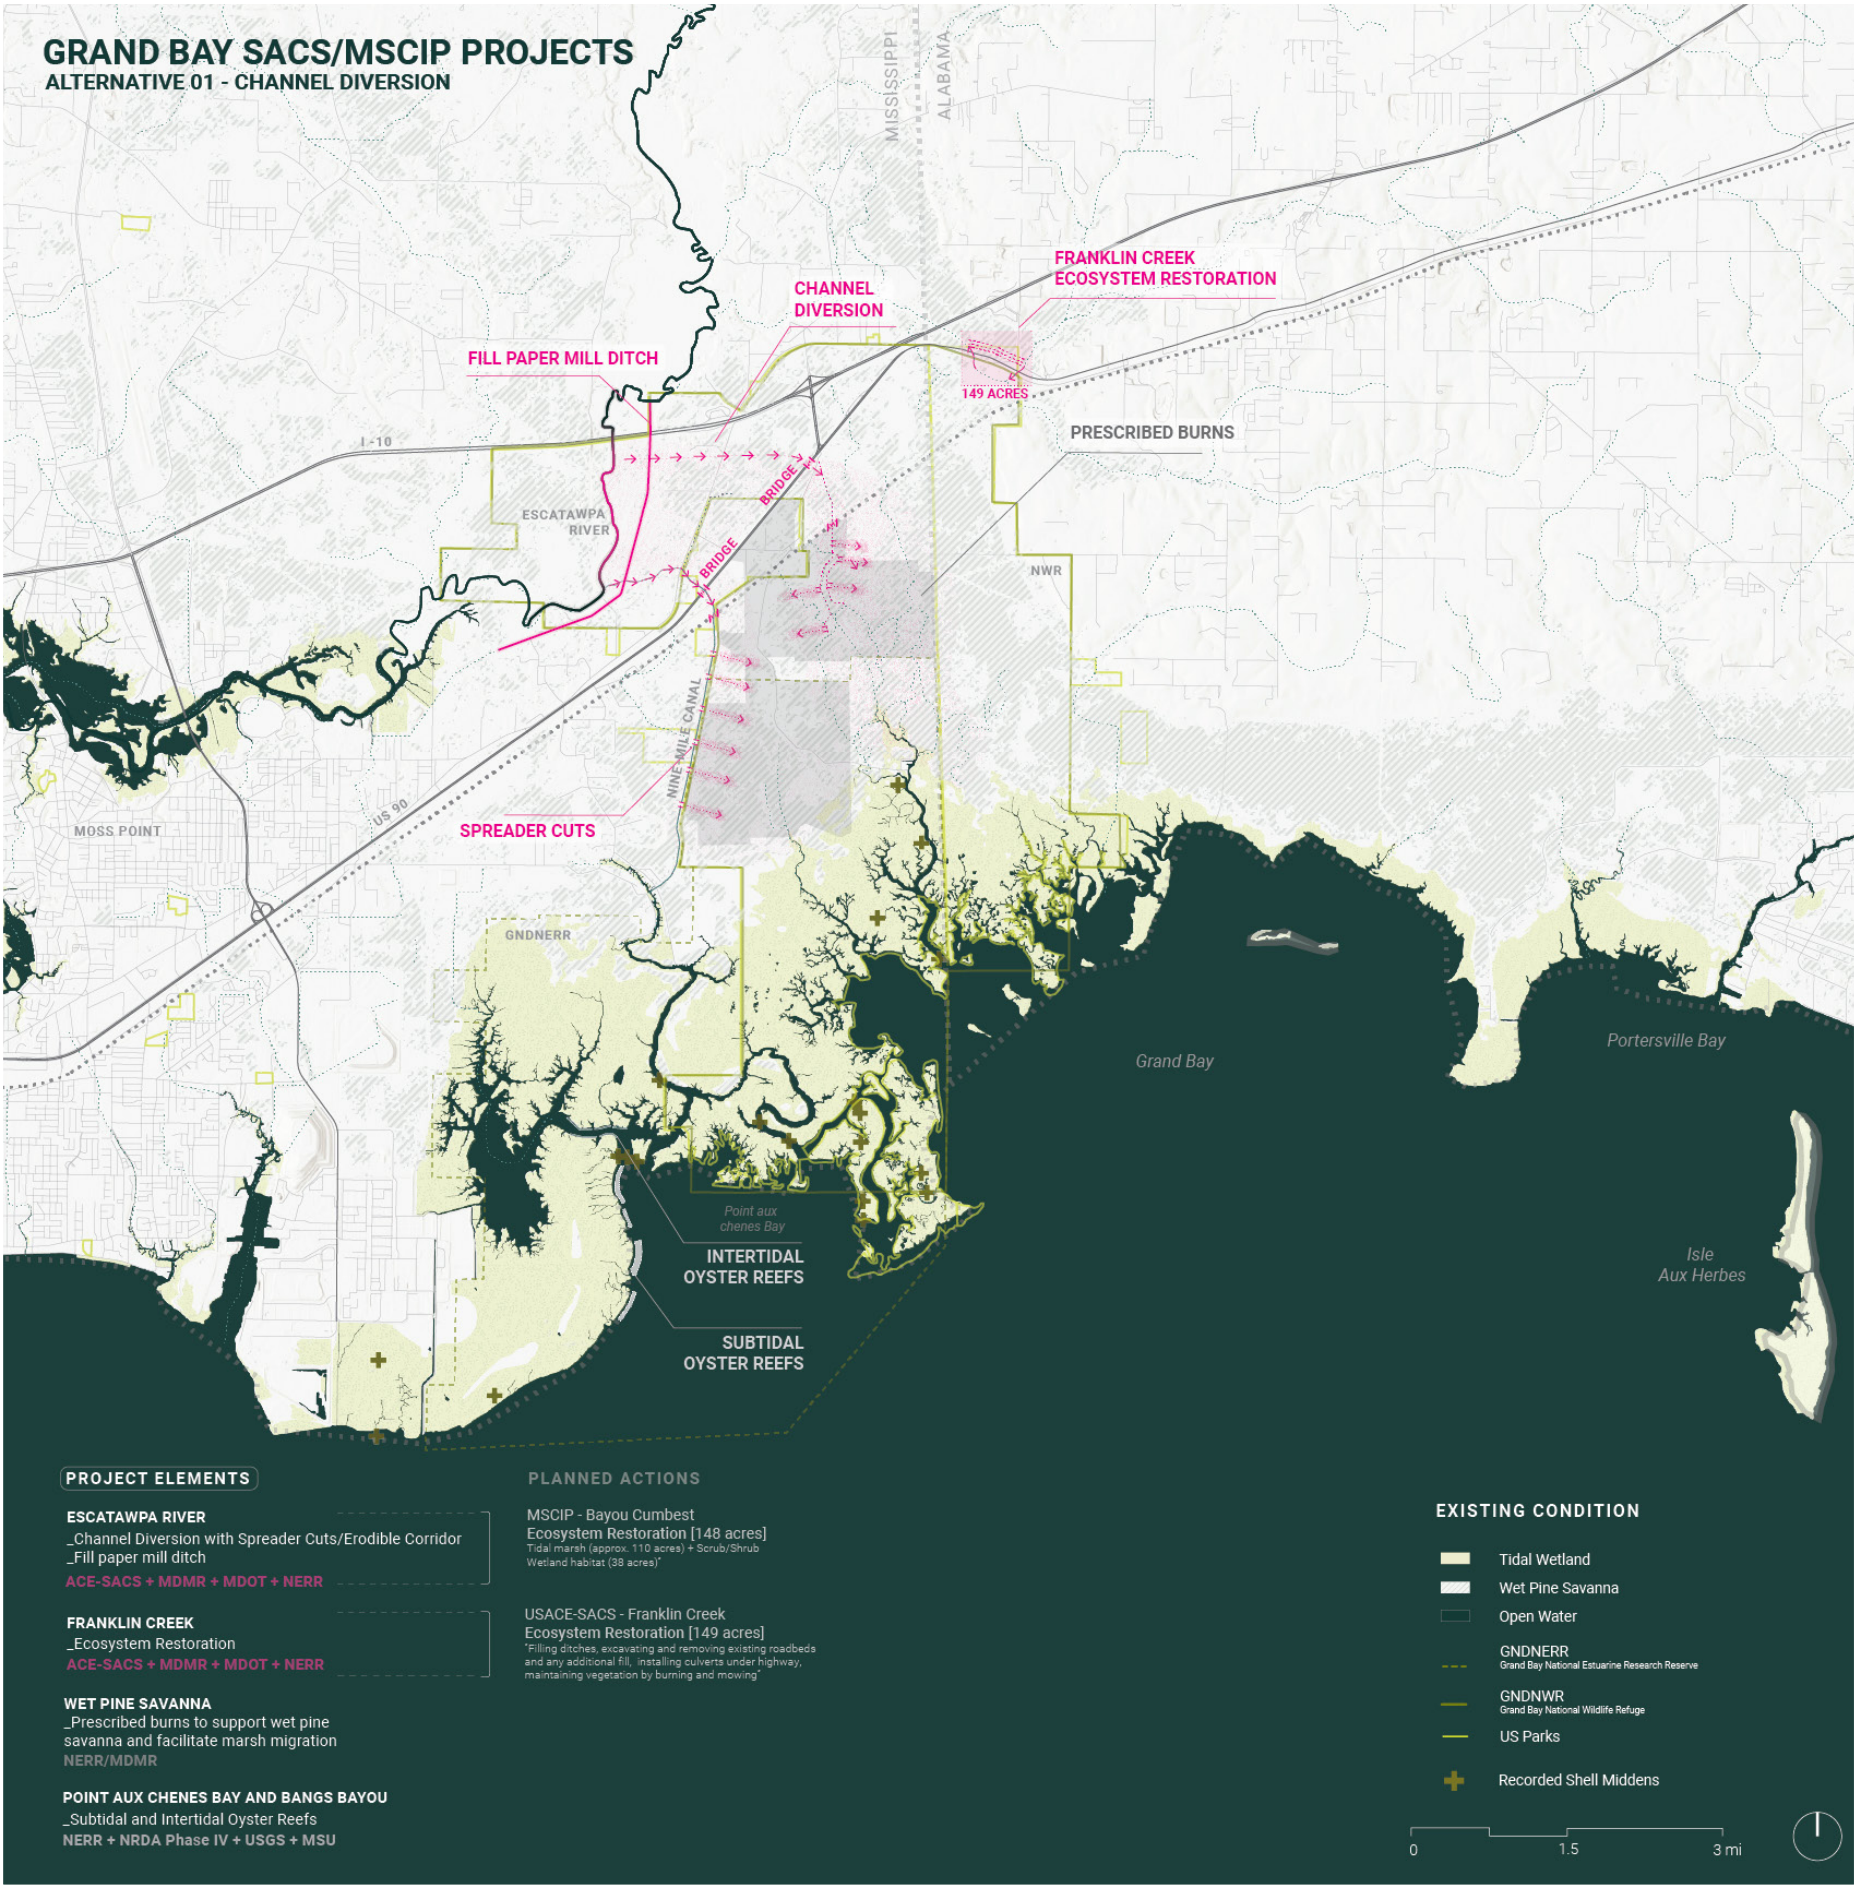 GRAND BAY SACS/MSCIP PROJECTS
ALTERNATIVE 01 - CHANNEL DIVERSION
MISSISSIPPI
ALABAMA
FRANKLIN CREEK
ECOSYSTEM RESTORATION
CHANNEL
DIVERSION
FILL PAPER MILL DITCH
149 ACRES
PRESCRIBED BURNS
I -10
BRIDGE
ESCATAWPA
RIVER
BRIDGE
NWR
NINE-MILE CANAL
US 90
MOSS POINT
SPREADER CUTS
GNDNERR
Grand Bay
Portersville Bay
Point aux
chenes Bay
INTERTIDAL
OYSTER REEFS
Isle
Aux Herbes
SUBTIDAL
OYSTER REEFS
PROJECT ELEMENTS
ESCATAWPA RIVER
_Channel Diversion with Spreader Cuts/Erodible Corridor
_Fill paper mill ditch
ACE-SACS + MDMR + MDOT + NERR
FRANKLIN CREEK
_Ecosystem Restoration
ACE-SACS + MDMR + MDOT + NERR
WET PINE SAVANNA
_Prescribed burns to support wet pine
savanna and facilitate marsh migration
NERR/MDMR
POINT AUX CHENES BAY AND BANGS BAYOU
_Subtidal and Intertidal Oyster Reefs
NERR + NRDA Phase IV + USGS + MSU
PLANNED ACTIONS
MSCIP - Bayou Cumbest
Ecosystem Restoration [148 acres]
Tidal marsh (approx. 110 acres) + Scrub/Shrub
Wetland habitat (38 acres)*
USACE-SACS - Franklin Creek
Ecosystem Restoration [149 acres]
"Filling ditches, excavating and removing existing roadbeds
and any additional fill, installing culverts under highway,
maintaining vegetation by burning and mowing"
EXISTING CONDITION
Tidal Wetland
Wet Pine Savanna
Open Water
GNDNERR
Grand Bay National Estuarine Research Reserve
GNDNWR
Grand Bay National Wildlife Refuge
US Parks
Recorded Shell Middens
0 1.5 3 mi